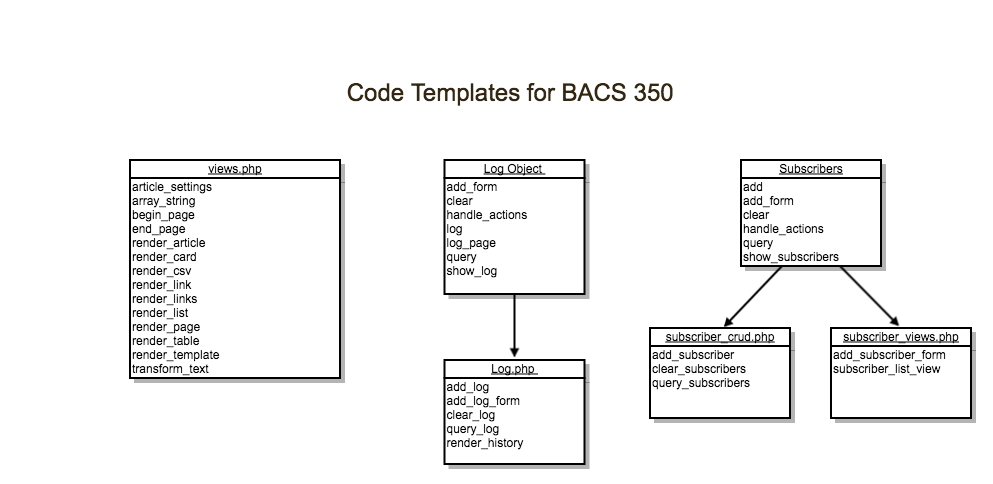 Code Templates for BACS 350
views.php
article_settings
array_string
begin_page
end_page
render_article
render_card
render_csv
render_link
render_links
render_list
render_page
render_table
render_template
transform_text
Log Object
add_form
clear
handle_actions
log
log_page
query
show_log
Log.php
add_log
add_log_form
clear_log
query_log
render_history
Subscribers
add
add_form
clear
handle_actions
query
show_subscribers
subscriber_crud.php
add_subscriber
clear_subscribers
query_subscribers
subscriber_views.php
add_subscriber_form
subscriber_list_view